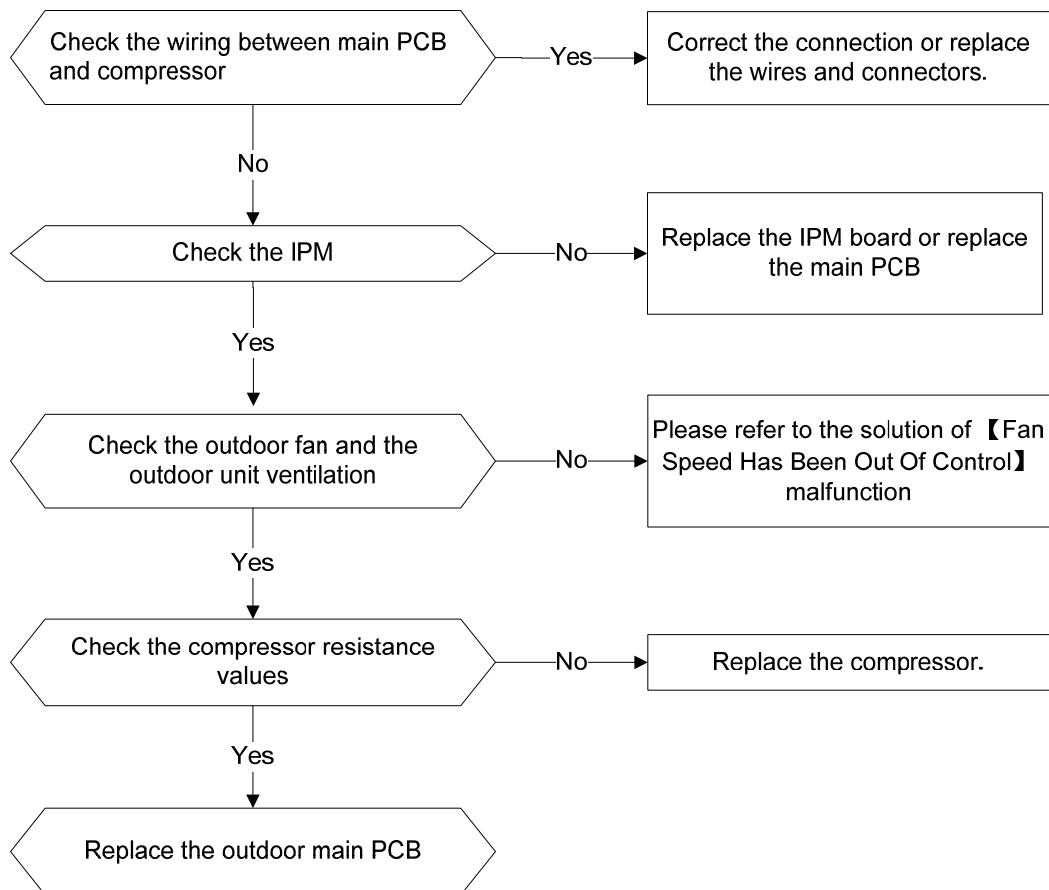 Check the wiring between main PCB
and compressor
Yes
Correct the connection or replace
the wires and connectors.
No
Check the IPM
No
Replace the IPM board or replace
the main PCB
Yes
Check the outdoor fan and the
outdoor unit ventilation
No
Please refer to the solution of 【Fan
Speed Has Been Out Of Control】
malfunction
Yes
Check the compressor resistance
values
No
Replace the compressor.
Yes
Replace the outdoor main PCB